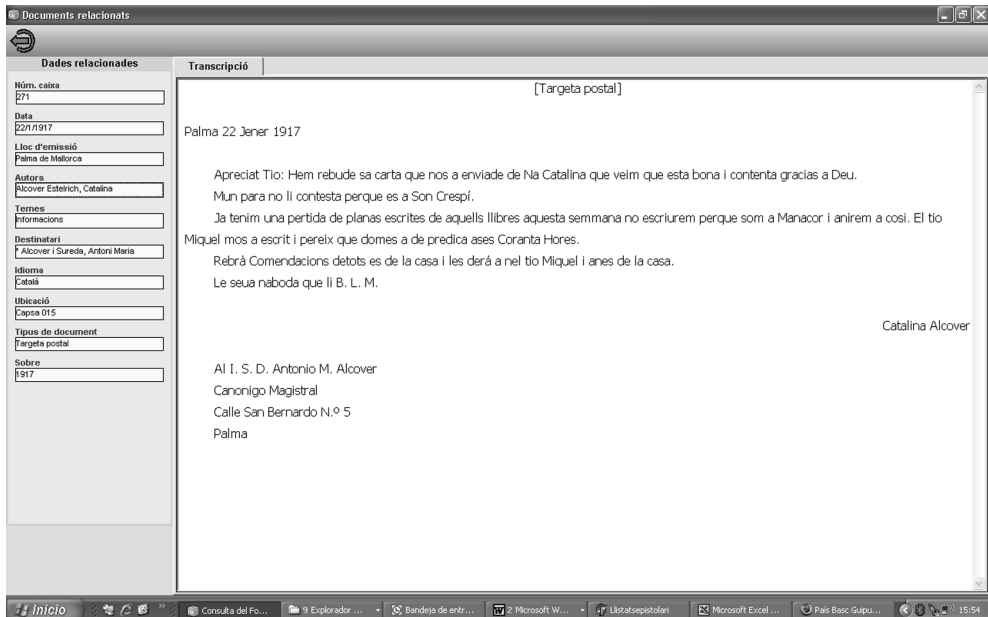 Documents relacionats
Dades relacionades
Transcripció
Núm. caixa
271
Data
22/1/1917
Lloc d'emissió
Palma de Mallorca
Autors
Alcover Estelrich, Catalina
Temes
Informacions
Destinatari
* Alcover i Sureda, Antoni Maria
Idioma
Català
Ubicació
Capsa 015
Tipus de document
Targeta postal
Sobre
1917
[Targeta postal]
Palma 22 Jener 1917
Apreciat Tio: Hem rebude sa carta que nos a enviade de Na Catalina que veim que esta bona i contenta gracias a Deu.
Mun para no li contesta perque es a Son Crespí.
Ja tenim una pertida de planas escrites de aquells llibres aquesta semmana no escriurem perque som a Manacor i anirem a cosi. El tio
Miquel mos a escrit i pereix que domes a de predica ases Coranta Hores.
Rebrà Comendacions detots es de la casa i les derá a nel tio Miquel i anes de la casa.
Le seua naboda que li B. L. M.
Catalina Alcover
Al I. S. D. Antonio M. Alcover
Canonigo Magistral
Calle San Bernardo N.º 5
Palma
Inicio
»
Consulta del Fo...
9 Explorador ...
Bandeja de entr...
2 Microsoft W...
Llistatsepistolari
Microsoft Excel ...
País Basc Guipu...
15:54